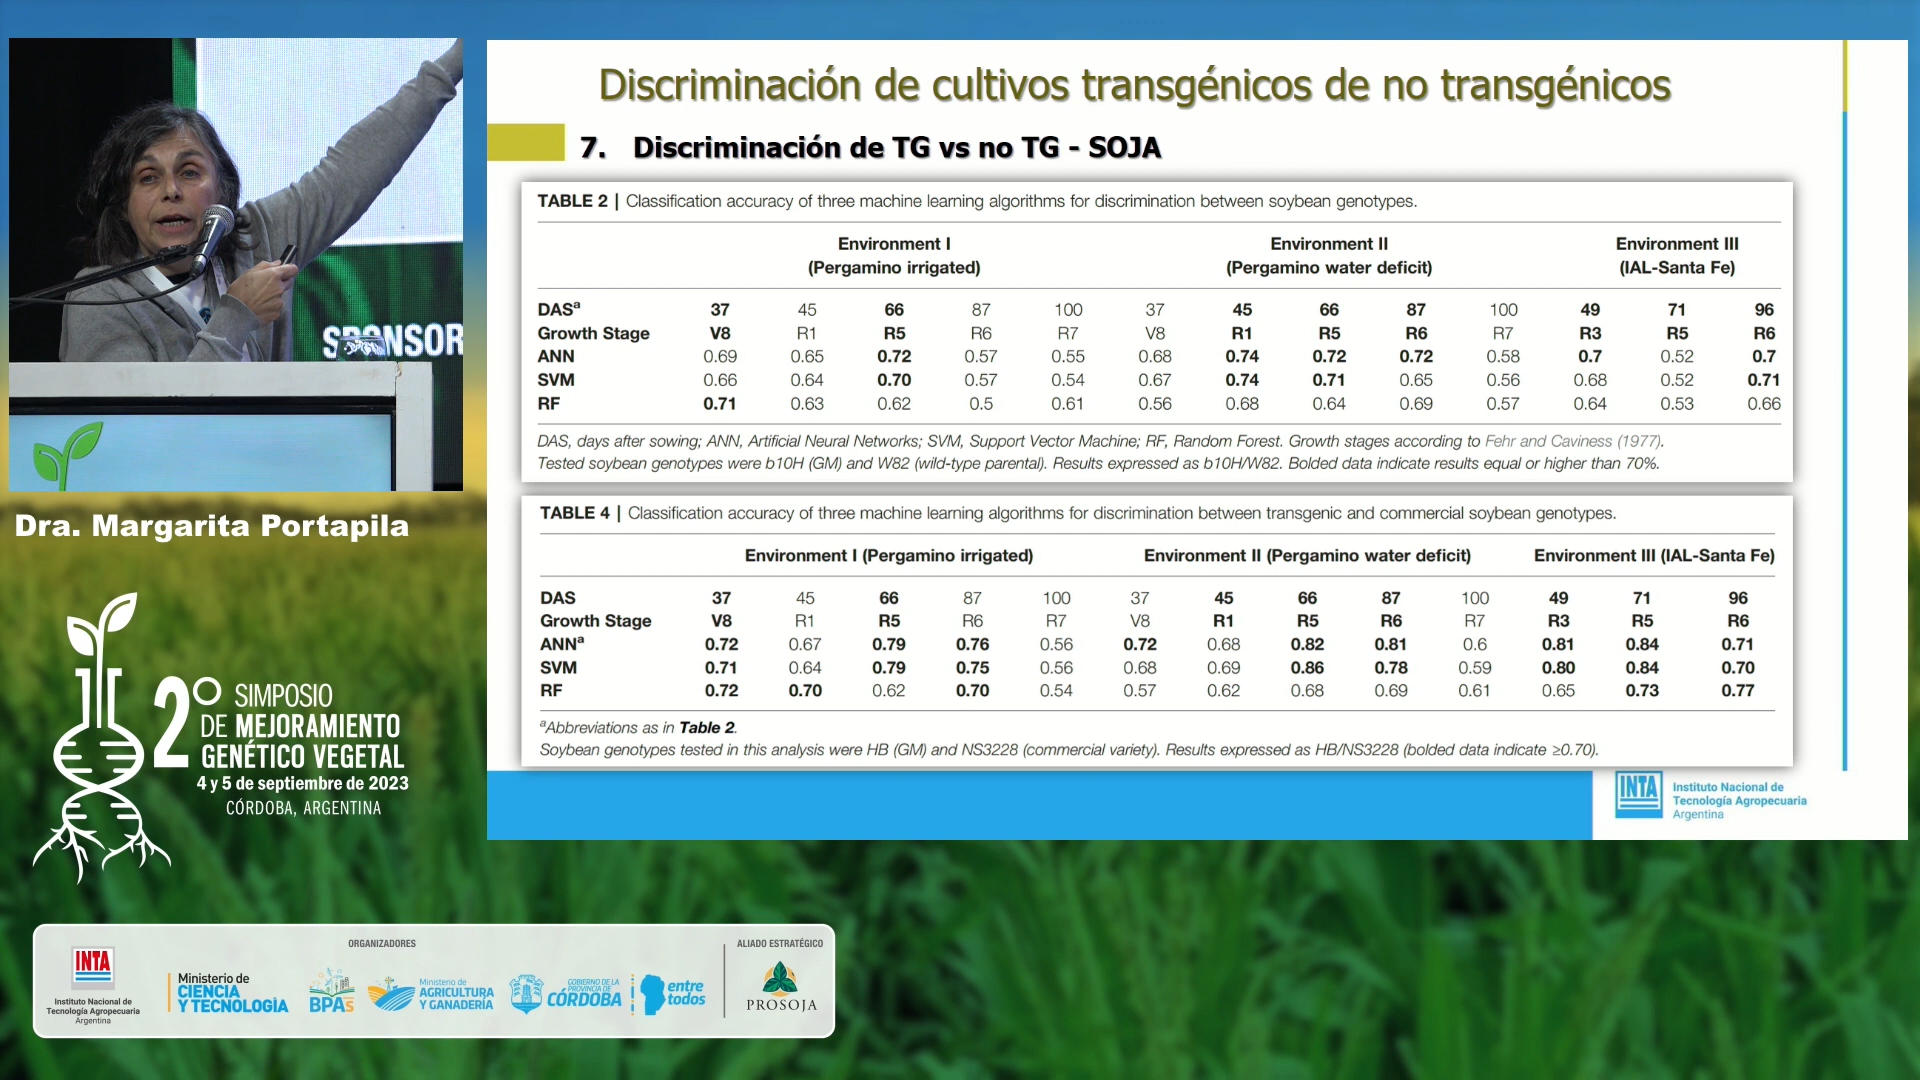 Discriminación de cultivos transgénicos de no transgénicos
7. Discriminación de TG vs no TG - SOJA
TABLE 2 | Classification accuracy of three machine learning algorithms for discrimination between soybean genotypes.
Environment I Environment II Environment III
(Pergamino irrigated) (Pergamino water deficit) (IAL-Santa Fe)
DASa 37 45 66 87 100 37 45 66 87 100 49 71 96
Growth Stage V8 R1 R5 R6 R7 V8 R1 R5 R6 R7 R3 R5 R6
ANN 0.69 0.65 0.72 0.57 0.55 0.68 0.74 0.72 0.72 0.58 0.7 0.52 0.7
SVM 0.66 0.64 0.70 0.57 0.54 0.67 0.74 0.71 0.65 0.56 0.68 0.52 0.71
RF 0.71 0.63 0.62 0.5 0.61 0.56 0.68 0.64 0.69 0.57 0.64 0.53 0.66
DAS, days after sowing; ANN, Artificial Neural Networks; SVM, Support Vector Machine; RF, Random Forest. Growth stages according to Fehr and Caviness (1977).
Tested soybean genotypes were b10H (GM) and W82 (wild-type parental). Results expressed as b10H/W82. Bolded data indicate results equal or higher than 70%.
TABLE 4 | Classification accuracy of three machine learning algorithms for discrimination between transgenic and commercial soybean genotypes.
Environment I (Pergamino irrigated) Environment II (Pergamino water deficit) Environment III (IAL-Santa Fe)
DAS 37 45 66 87 100 37 45 66 87 100 49 71 96
Growth Stage V8 R1 R5 R6 R7 V8 R1 R5 R6 R7 R3 R5 R6
ANNa 0.72 0.67 0.79 0.76 0.56 0.72 0.68 0.82 0.81 0.6 0.81 0.84 0.71
SVM 0.71 0.64 0.79 0.75 0.56 0.68 0.69 0.86 0.78 0.59 0.80 0.84 0.70
RF 0.72 0.70 0.62 0.70 0.54 0.57 0.62 0.68 0.69 0.61 0.65 0.73 0.77
aAbbreviations as in Table 2.
Soybean genotypes tested in this analysis were HB (GM) and NS3228 (commercial variety). Results expressed as HB/NS3228 (bolded data indicate ≥0.70).
INTA
Instituto Nacional de
Tecnología Agropecuaria
Argentina
SPONSOR
Dra. Margarita Portapila
2° SIMPOSIO
DE MEJORAMIENTO
GENÉTICO VEGETAL
4 y 5 de septiembre de 2023
CÓRDOBA, ARGENTINA
ORGANIZADORES
ALIADO ESTRATÉGICO
INTA
Instituto Nacional de
Tecnología Agropecuaria
Argentina
Ministerio de
CIENCIA
Y TECNOLOGÍA
BPAs
Ministerio de
AGRICULTURA
Y GANADERÍA
GOBIERNO DE LA
PROVINCIA DE
CÓRDOBA
entre
todos
PROSOJA